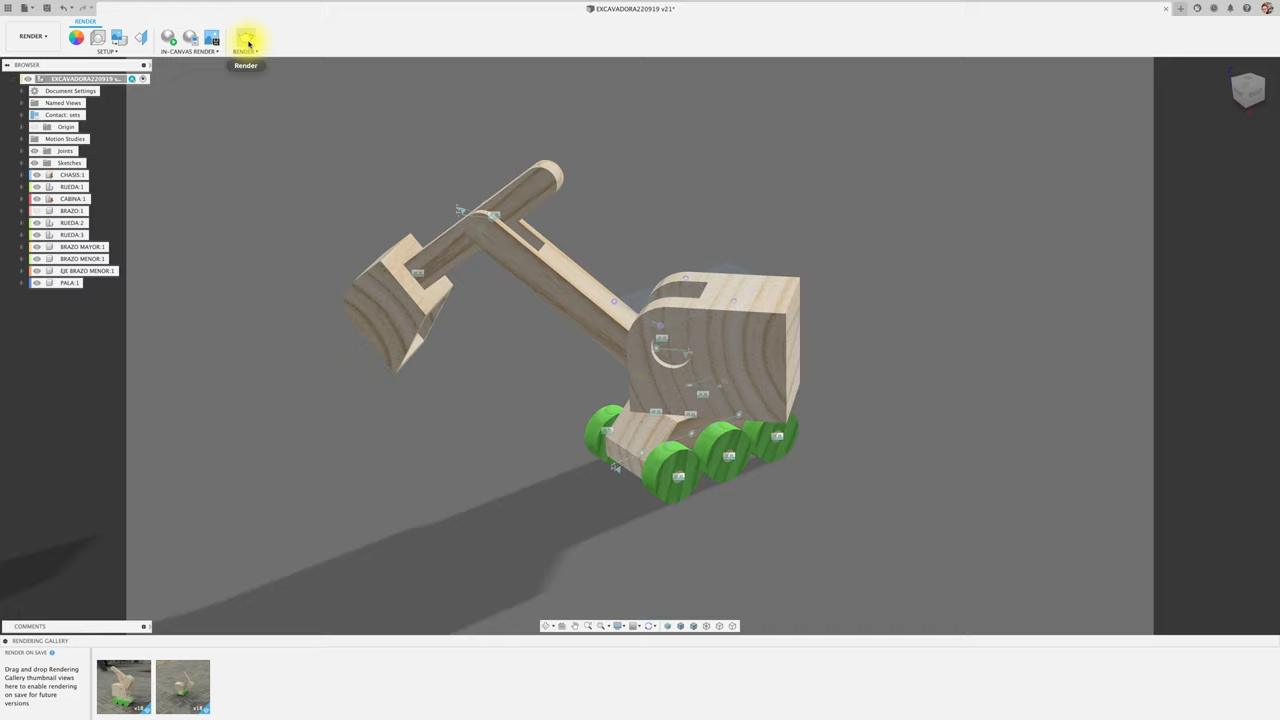 EXCAVADORA220919 v21*
RENDER
RENDER
SETUP
IN-CANVAS RENDER
RENDER
Render
BROWSER
EXCAVADORA220919 v...
Document Settings
Named Views
Contact: sets
Origin
Motion Studies
Joints
Sketches
CHASIS:1
RUEDA:1
CABINA:1
BRAZO:1
RUEDA:2
RUEDA:3
BRAZO MAYOR:1
BRAZO MENOR:1
EJE BRAZO MENOR:1
PALA:1
COMMENTS
RENDERING GALLERY
RENDER ON SAVE
Drag and drop Rendering
Gallery thumbnail views
here to enable rendering
on save for future
versions
v18
v18